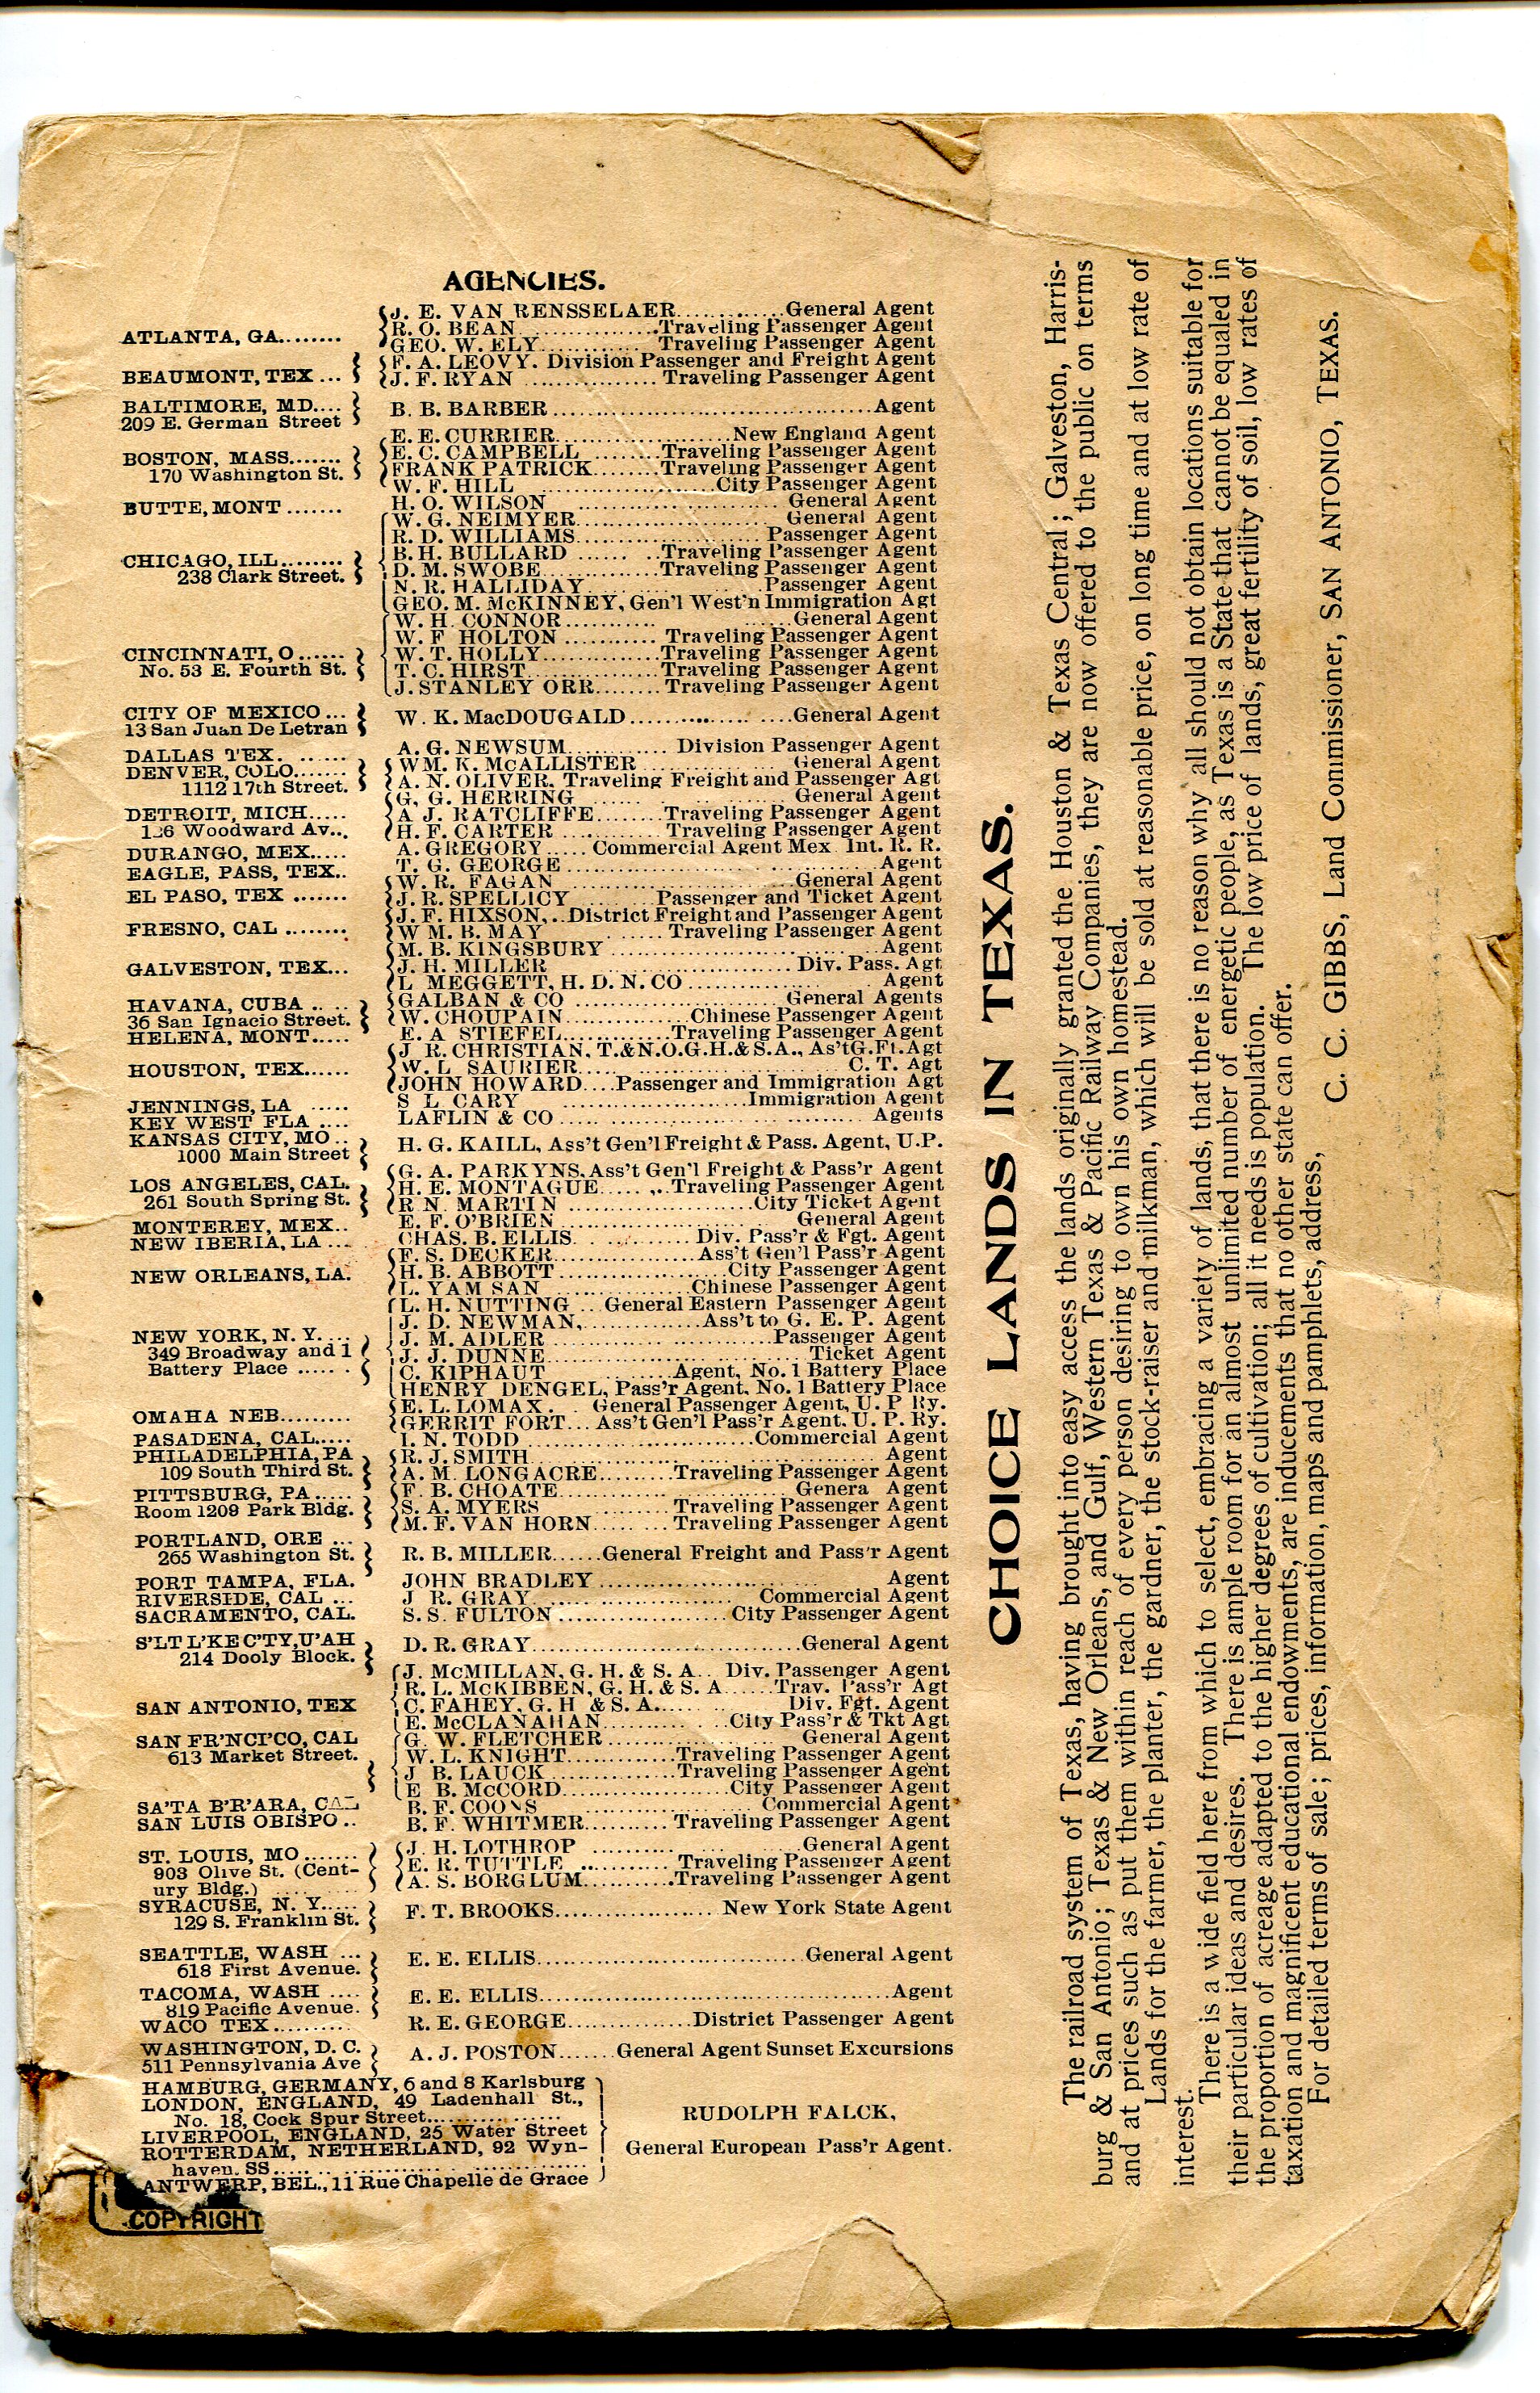 AGENCIES.
ATLANTA, GA. J. E. VAN RENSSELAER General Agent
R. O. BEAN Traveling Passenger Agent
GEO. W. ELY Traveling Passenger Agent
BEAUMONT, TEX F. A. LEOVY. Division Passenger and Freight Agent
J. F. RYAN Traveling Passenger Agent
BALTIMORE, MD. B. B. BARBER Agent
209 E. German Street
E. E. CURRIER New England Agent
BOSTON, MASS. E. C. CAMPBELL Traveling Passenger Agent
170 Washington St. FRANK PATRICK Traveling Passenger Agent
W. F. HILL City Passenger Agent
BUTTE, MONT H. O. WILSON General Agent
W. G. NEIMYER General Agent
R. D. WILLIAMS Passenger Agent
CHICAGO, ILL. B. H. BULLARD Traveling Passenger Agent
238 Clark Street. D. M. SWOBE Traveling Passenger Agent
N. R. HALLIDAY Passenger Agent
GEO. M. McKINNEY, Gen'l West'n Immigration Agt
W. H. CONNOR General Agent
W. F HOLTON Traveling Passenger Agent
CINCINNATI, O. W. T. HOLLY Traveling Passenger Agent
No. 53 E. Fourth St. T. C. HIRST Traveling Passenger Agent
J. STANLEY ORR Traveling Passenger Agent
CITY OF MEXICO W. K. MacDOUGALD General Agent
13 San Juan De Letran
DALLAS TEX. A. G. NEWSUM Division Passenger Agent
DENVER, COLO. WM. K. McALLISTER General Agent
1112 17th Street. A. N. OLIVER, Traveling Freight and Passenger Agt
G. G. HERRING General Agent
DETROIT, MICH. A J. RATCLIFFE Traveling Passenger Agent
Woodward Av. H. F. CARTER Traveling Passenger Agent
DURANGO, MEX. A. GREGORY Commercial Agent Mex. Int. R. R.
EAGLE, PASS, TEX. T. G. GEORGE Agent
EL PASO, TEX W. R. FAGAN General Agent
J. R. SPELLICY Passenger and Ticket Agent
FRESNO, CAL J. F. HIXSON, District Freight and Passenger Agent
W M. B. MAY Traveling Passenger Agent
M. B. KINGSBURY Agent
GALVESTON, TEX J. H. MILLER Div. Pass. Agt
L MEGGETT, H. D. N. CO Agent
HAVANA, CUBA GALBAN & CO General Agents
36 San Ignacio Street. W. CHOUPAIN Chinese Passenger Agent
HELENA, MONT E. A STIEFEL Traveling Passenger Agent
J R. CHRISTIAN, T.&N.O.G.H.& S.A., As'tG.Ft.Agt
HOUSTON, TEX. W. L SAURIER C. T. Agt
JOHN HOWARD Passenger and Immigration Agt
JENNINGS, LA S L CARY Immigration Agent
KEY WEST FLA LAFLIN & CO Agents
KANSAS CITY, MO H. G. KAILL, Ass't Gen'l Freight & Pass. Agent, U.P.
1000 Main Street
G. A. PARKYNS, Ass't Gen'l Freight & Pass'r Agent
LOS ANGELES, CAL. H. E. MONTAGUE Traveling Passenger Agent
261 South Spring St. R N. MARTIN City Ticket Agent
MONTEREY, MEX. E. F. O'BRIEN General Agent
NEW IBERIA, LA CHAS. B. ELLIS Div. Pass'r & Fgt. Agent
F. S. DECKER Ass't Gen'l Pass'r Agent
NEW ORLEANS, LA. H. B. ABBOTT City Passenger Agent
L. YAM SAN Chinese Passenger Agent
L. H. NUTTING General Eastern Passenger Agent
J. D. NEWMAN, Ass't to G. E. P. Agent
NEW YORK, N. Y. J. M. ADLER Passenger Agent
349 Broadway and 1 J. J. DUNNE Ticket Agent
Battery Place C. KIPHAUT Agent, No. 1 Battery Place
HENRY DENGEL, Pass'r Agent, No. 1 Battery Place
OMAHA NEB. E. L. LOMAX. General Passenger Agent, U. P Ry.
GERRIT FORT Ass't Gen'l Pass'r Agent. U. P. Ry.
PASADENA, CAL. I. N. TODD Commercial Agent
PHILADELPHIA, PA R. J. SMITH Agent
109 South Third St. A. M. LONGACRE Traveling Passenger Agent
PITTSBURG, PA F. B. CHOATE Genera Agent
Room 1209 Park Bldg. S. A. MYERS Traveling Passenger Agent
M. F. VAN HORN Traveling Passenger Agent
PORTLAND, ORE R. B. MILLER General Freight and Pass'r Agent
265 Washington St.
PORT TAMPA, FLA. JOHN BRADLEY Agent
RIVERSIDE, CAL J R. GRAY Commercial Agent
SACRAMENTO, CAL. S. S. FULTON City Passenger Agent
S'LT L'KE C'TY, U'AH D. R. GRAY General Agent
214 Dooly Block.
J. McMILLAN, G. H. & S. A. Div. Passenger Agent
R. L. McKIBBEN, G. H. & S. A Trav. Pass'r Agt
SAN ANTONIO, TEX C. FAHEY, G. H & S. A. Div. Fgt. Agent
E. McCLANAHAN City Pass'r & Tkt Agt
SAN FR'NCI'CO, CAL G. W. FLETCHER General Agent
613 Market Street. W. L. KNIGHT Traveling Passenger Agent
J B. LAUCK Traveling Passenger Agent
E B. McCORD City Passenger Agent
SA'TA B'R'ARA, CAL B. F. COONS Commercial Agent
SAN LUIS OBISPO B. F. WHITMER Traveling Passenger Agent
ST. LOUIS, MO J. H. LOTHROP General Agent
903 Olive St. (Cent- E. R. TUTTLE Traveling Passenger Agent
ury Bldg.) A. S. BORGLUM Traveling Passenger Agent
SYRACUSE, N. Y. F. T. BROOKS New York State Agent
129 S. Franklin St.
SEATTLE, WASH E. E. ELLIS General Agent
618 First Avenue.
TACOMA, WASH E. E. ELLIS Agent
819 Pacific Avenue.
WACO TEX R. E. GEORGE District Passenger Agent
WASHINGTON, D. C. A. J. POSTON General Agent Sunset Excursions
511 Pennsylvania Ave
HAMBURG, GERMANY, 6 and 8 Karlsburg
LONDON, ENGLAND, 49 Ladenhall St.,
No. 18, Cock Spur Street
LIVERPOOL, ENGLAND, 25 Water Street
ROTTERDAM, NETHERLAND, 92 Wyn-
haven. SS
ANTWERP, BEL., 11 Rue Chapelle de Grace
RUDOLPH FALCK,
General European Pass'r Agent.
COPYRIGHT
CHOICE LANDS IN TEXAS.
The railroad system of Texas, having brought into easy access the lands originally granted the Houston & Texas Central; Galveston, Harris-
burg & San Antonio; Texas & New Orleans, and Gulf, Western Texas & Pacific Railway Companies, they are now offered to the public on terms
and at prices such as put them within reach of every person desiring to own his own homestead.
Lands for the farmer, the planter, the gardner, the stock-raiser and milkman, which will be sold at reasonable price, on long time and at low rate of
interest.
There is a wide field here from which to select, embracing a variety of lands, that there is no reason why all should not obtain locations suitable for
their particular ideas and desires. There is ample room for an almost unlimited number of energetic people, as Texas is a State that cannot be equaled in
the proportion of acreage adapted to the higher degrees of cultivation; all it needs is population. The low price of lands, great fertility of soil, low rates of
taxation and magnificent educational endowments, are inducements that no other state can offer.
For detailed terms of sale; prices, information, maps and pamphlets, address,
C. C. GIBBS, Land Commissioner, SAN ANTONIO, TEXAS.